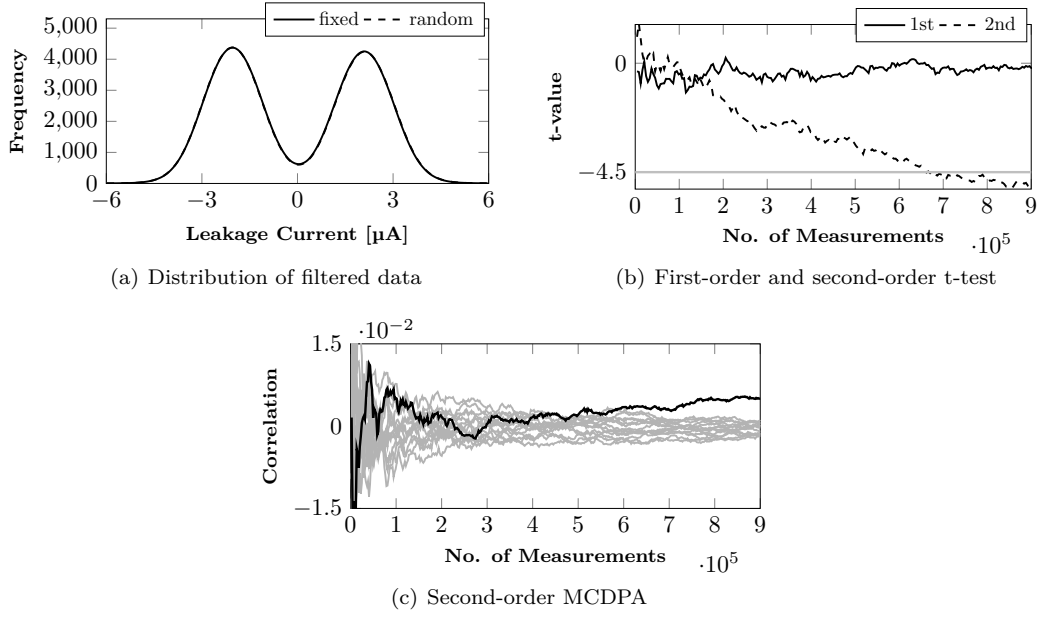 fixed random
5,000
4,000
3,000
2,000
1,000
0
Frequency
−6 −3 0 3 6
Leakage Current [µA]
(a) Distribution of filtered data
1st 2nd
0
−4.5
t-value
0 1 2 3 4 5 6 7 8 9
No. of Measurements
·10^5
(b) First-order and second-order t-test
·10^−2
1.5
0
−1.5
Correlation
0 1 2 3 4 5 6 7 8 9
No. of Measurements
·10^5
(c) Second-order MCDPA